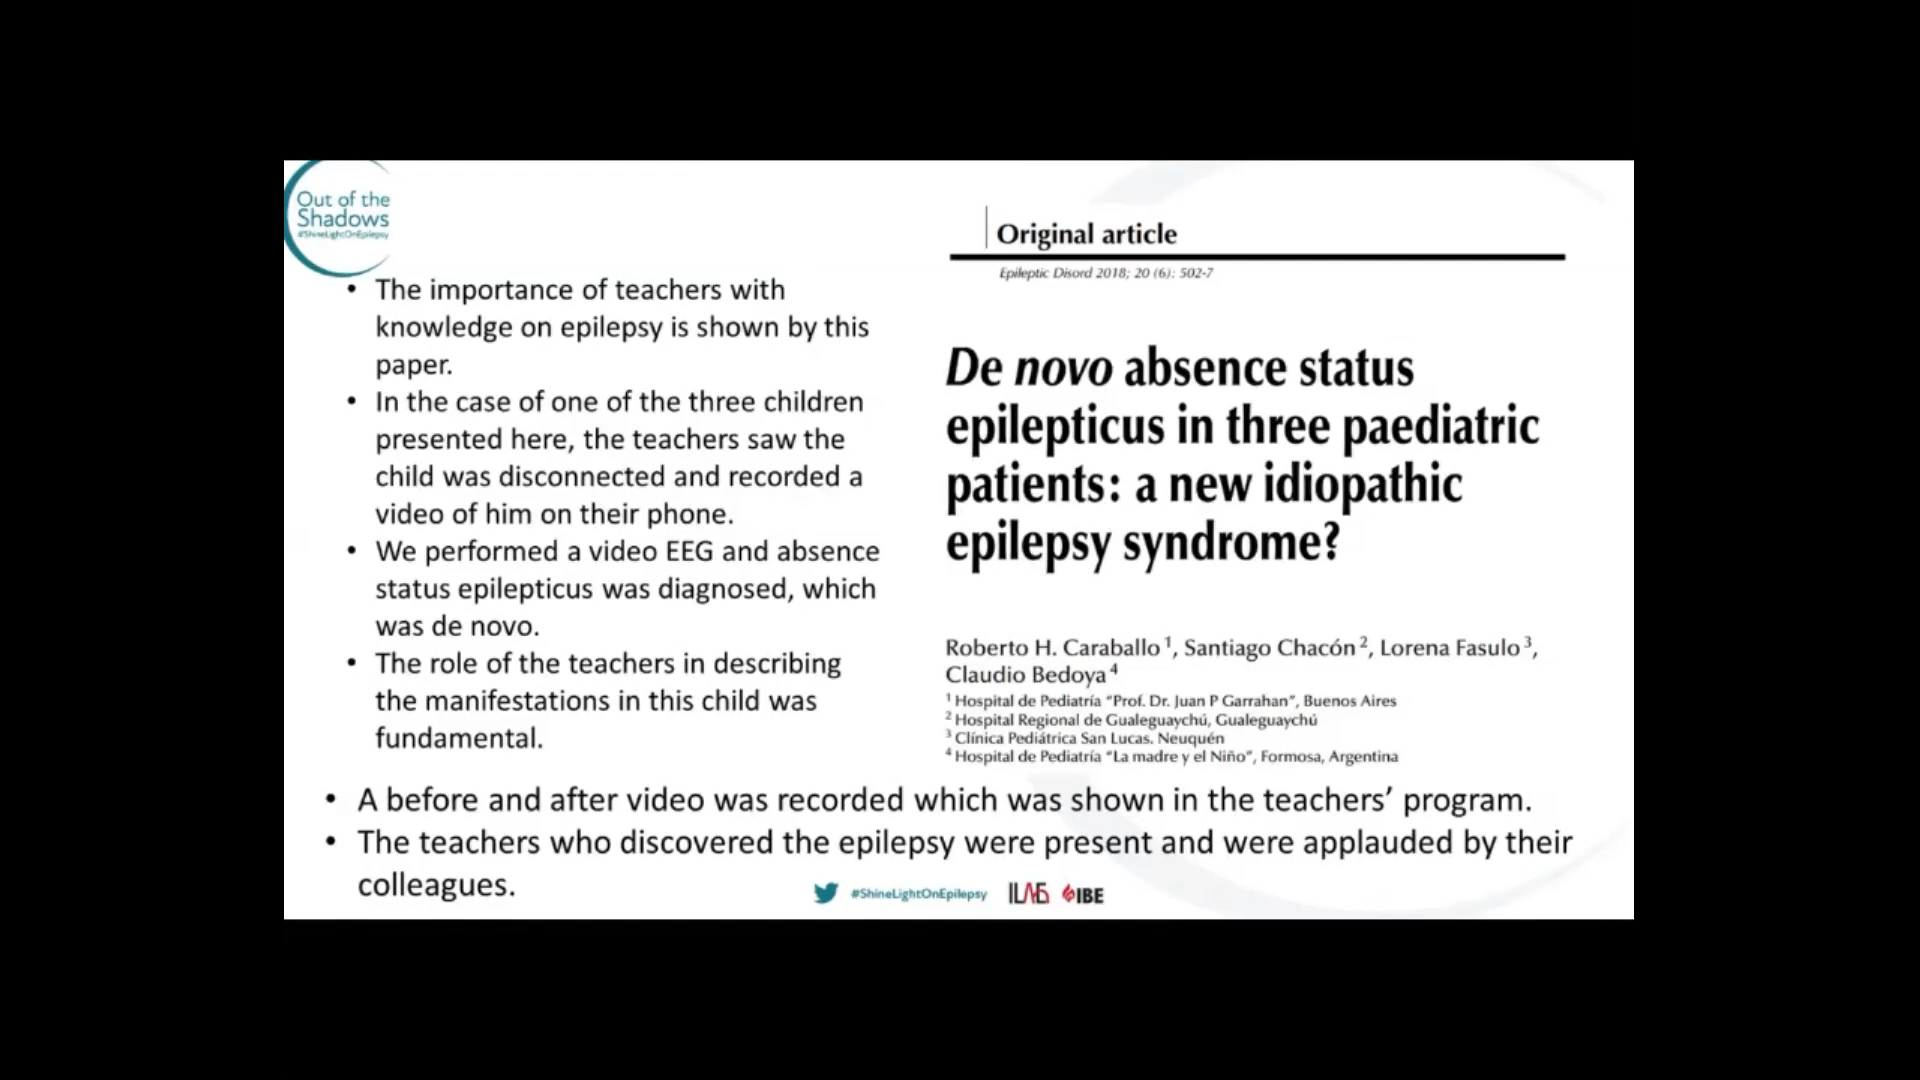 Out of the
Shadows
#ShineLightOnEpilepsy
• The importance of teachers with
knowledge on epilepsy is shown by this
paper.
• In the case of one of the three children
presented here, the teachers saw the
child was disconnected and recorded a
video of him on their phone.
• We performed a video EEG and absence
status epilepticus was diagnosed, which
was de novo.
• The role of the teachers in describing
the manifestations in this child was
fundamental.
Original article
Epileptic Disord 2018; 20 (6): 502-7
De novo absence status
epilepticus in three paediatric
patients: a new idiopathic
epilepsy syndrome?
Roberto H. Caraballo 1, Santiago Chacón 2, Lorena Fasulo 3,
Claudio Bedoya 4
1 Hospital de Pediatría “Prof. Dr. Juan P Garrahan”, Buenos Aires
2 Hospital Regional de Gualeguaychú, Gualeguaychú
3 Clínica Pediátrica San Lucas. Neuquén
4 Hospital de Pediatría “La madre y el Niño”, Formosa, Argentina
• A before and after video was recorded which was shown in the teachers’ program.
• The teachers who discovered the epilepsy were present and were applauded by their
colleagues.
#ShineLightOnEpilepsy ILAE IBE